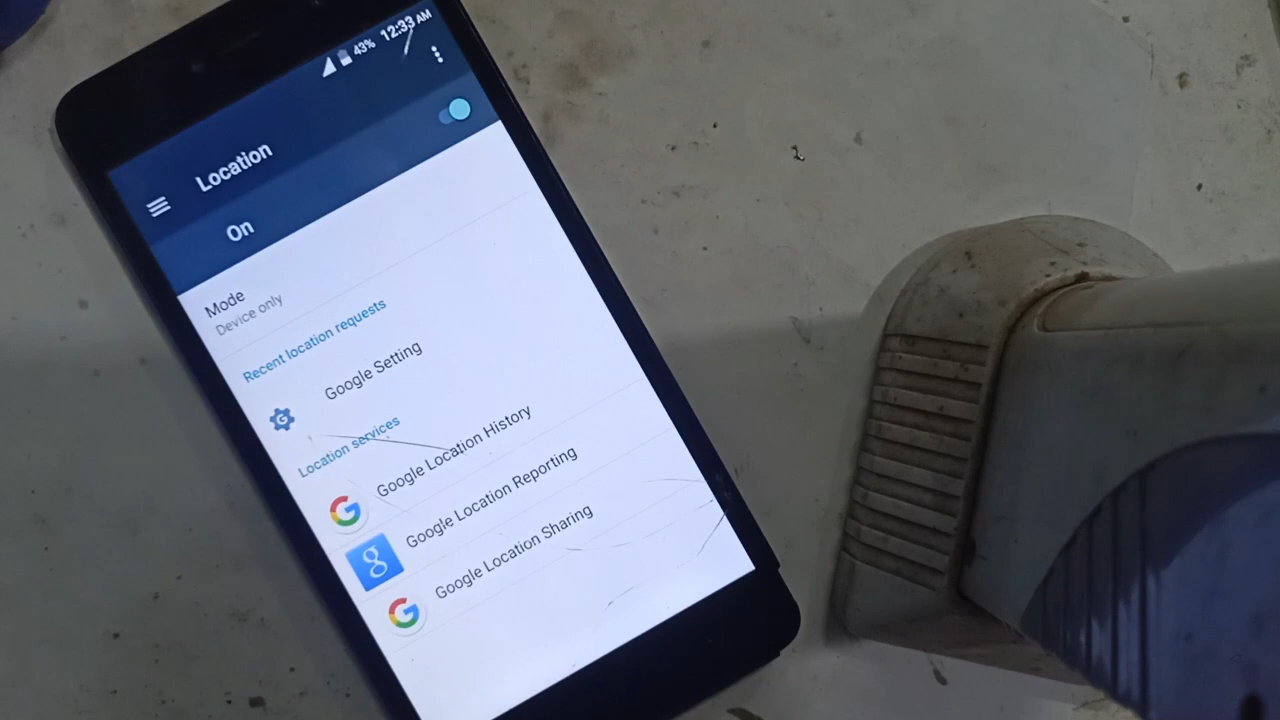 43% 12:33 AM
Location
On
Mode
Device only
Recent location requests
Google Setting
Location services
Google Location History
Google Location Reporting
Google Location Sharing